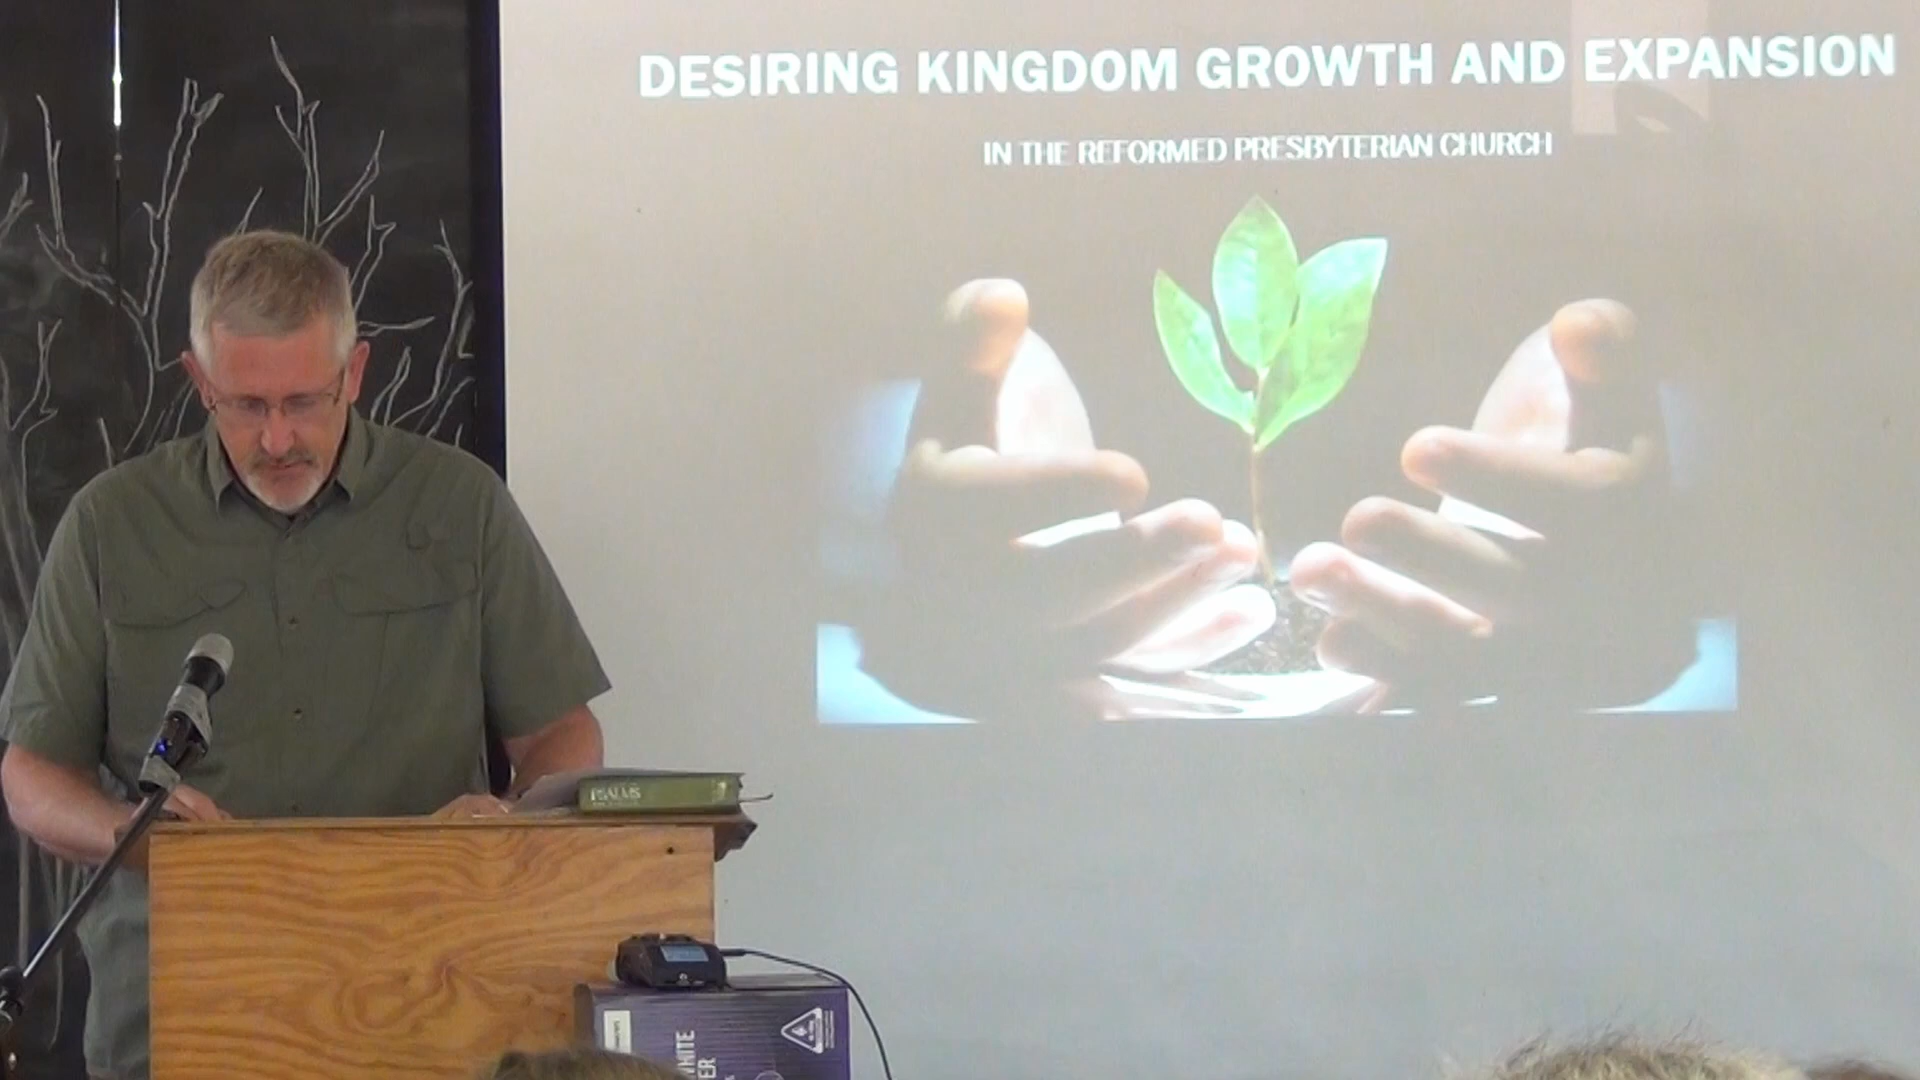 DESIRING KINGDOM GROWTH AND EXPANSION
IN THE REFORMED PRESBYTERIAN CHURCH
PSALMS